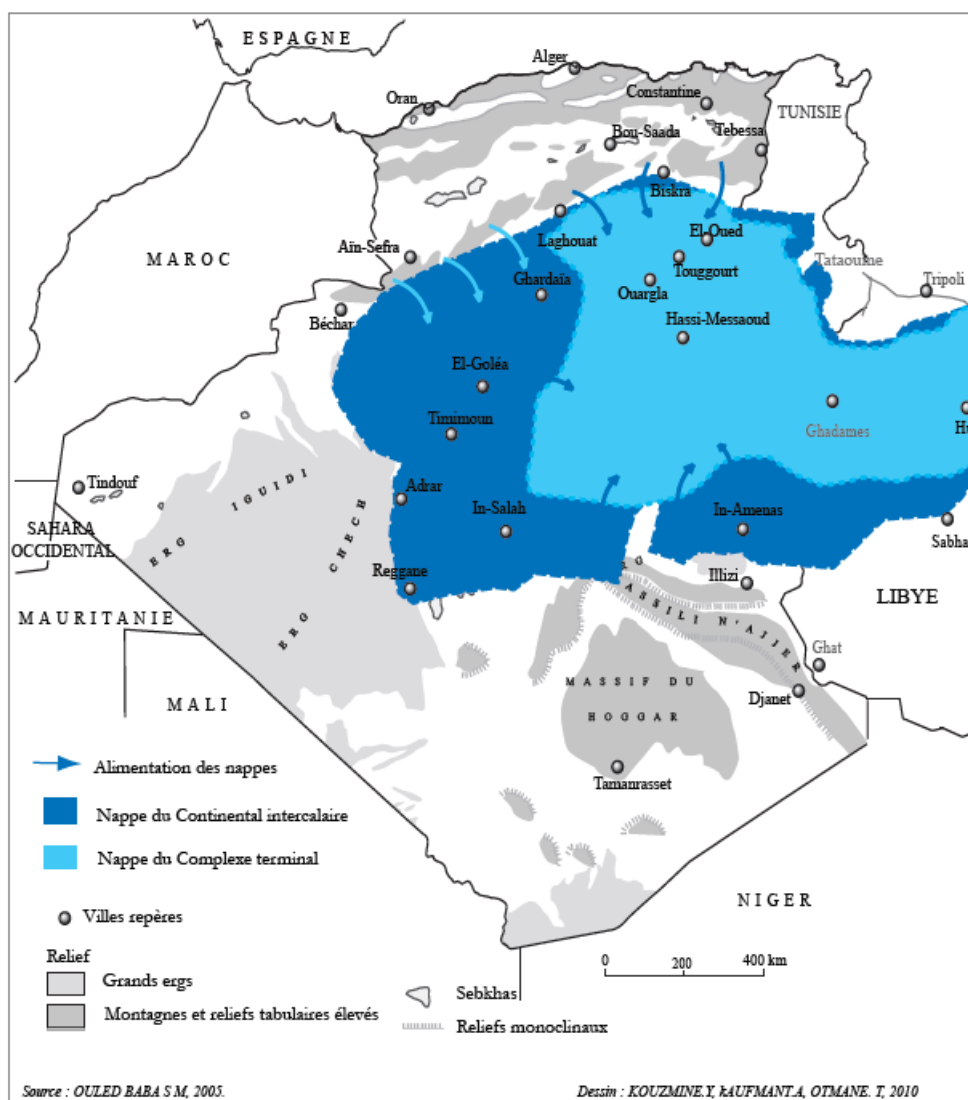 ESPAGNE
Alger
Oran
Constantine
TUNISIE
Bou-Saada
Tebessa
Biskra
El-Oued
Laghouat
Aïn-Sefra
MAROC
Touggourt
Tataouine
Ghardaïa
Ouargla
Tripoli
Béchar
Hassi-Messaoud
El-Goléa
Ghadames
Hu
Timimoun
Tindouf
ERG IGUIDI
Adrar
In-Salah
In-Amenas
Sabha
SAHARA
OCCIDENTAL
ERG CHECH
Reggane
Illizi
LIBYE
MAURITANIE
ASSILI N'AJJER
Ghat
MASSIF DU
HOGGAR
Djanet
MALI
Tamanrasset
NIGER
Alimentation des nappes
Nappe du Continental intercalaire
Nappe du Complexe terminal
Villes repères
Relief
Grands ergs
Montagnes et reliefs tabulaires élevés
0 200 400 km
Sebkhas
Reliefs monoclinaux
Source : OULED BABA S M, 2005.
Dessin : KOUZMINE.Y, kAUFMANT.A, OTMANE. T, 2010